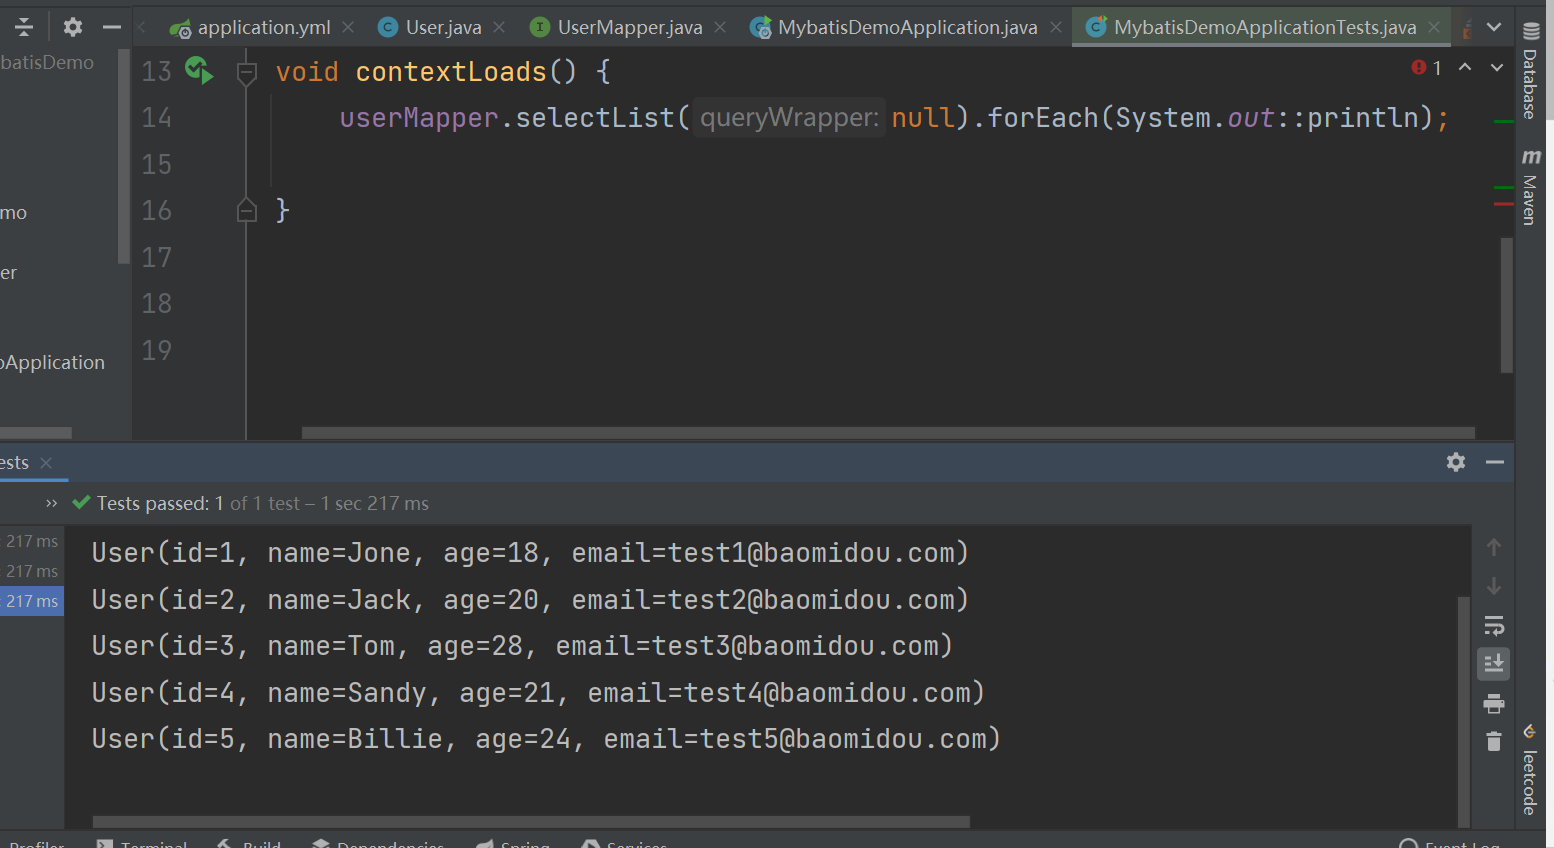 application.yml
User.java
UserMapper.java
MybatisDemoApplication.java
MybatisDemoApplicationTests.java
batisDemo
mo
er
oApplication
13 void contextLoads() {
14 userMapper.selectList( queryWrapper: null).forEach(System.out::println);
15
16 }
17
18
19
1
Database
m Maven
ests
» Tests passed: 1 of 1 test – 1 sec 217 ms
217 ms
217 ms
217 ms
User(id=1, name=Jone, age=18, email=test1@baomidou.com)
User(id=2, name=Jack, age=20, email=test2@baomidou.com)
User(id=3, name=Tom, age=28, email=test3@baomidou.com)
User(id=4, name=Sandy, age=21, email=test4@baomidou.com)
User(id=5, name=Billie, age=24, email=test5@baomidou.com)
leetcode
Profiler Terminal Build Dependencies Spring Services Event Log